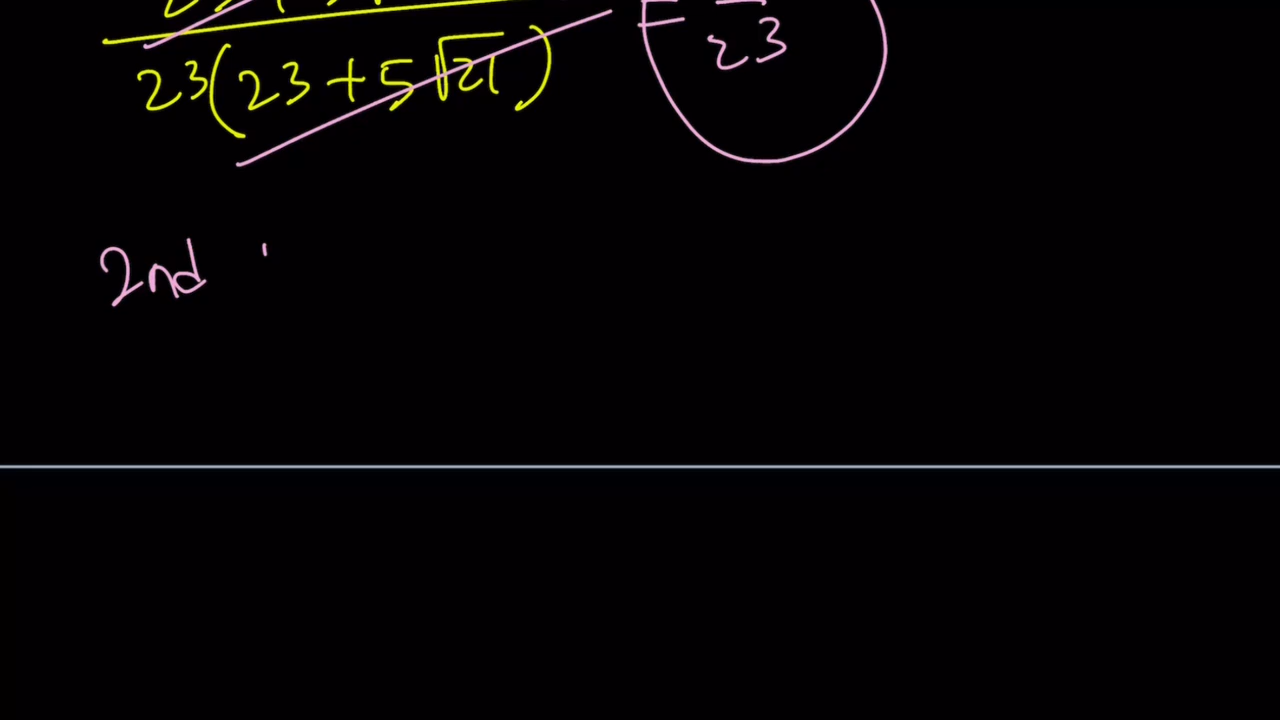 23(23 + 5√21)
= 23
2nd